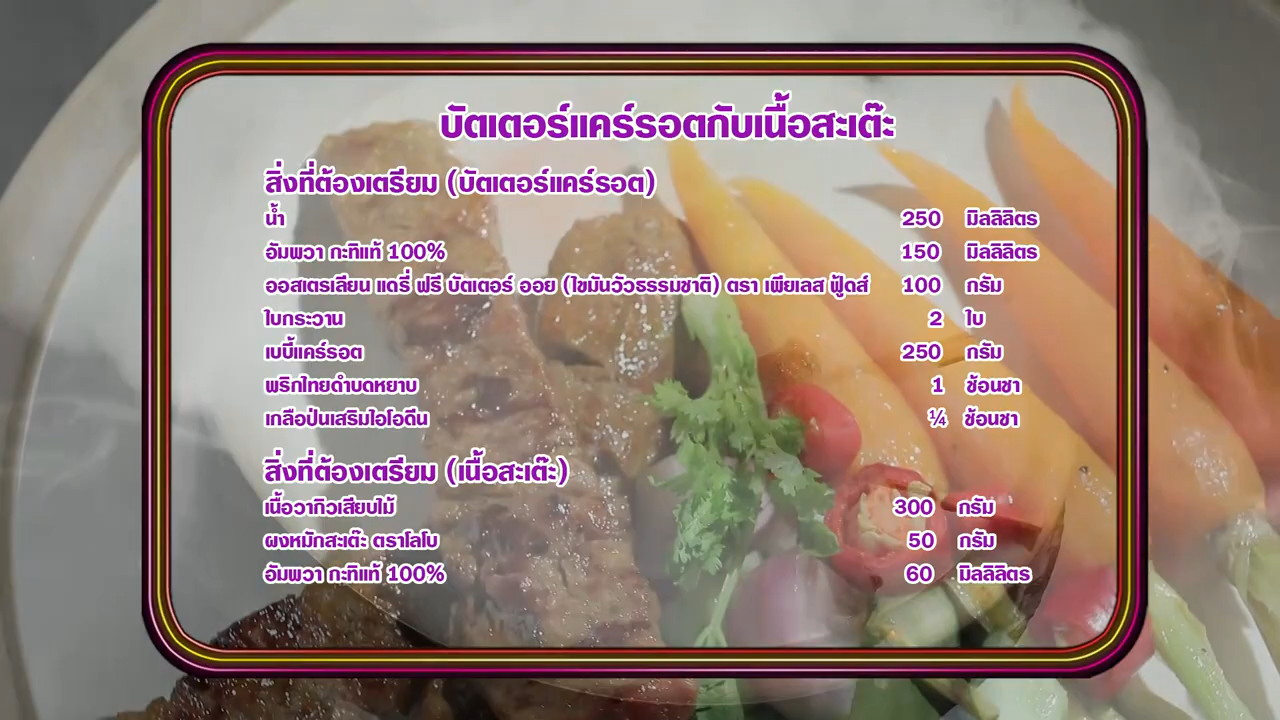 บัตเตอร์แคร์รอตกับเนื้อสะเต๊ะ
สิ่งที่ต้องเตรียม (บัตเตอร์แคร์รอต)
น้ำ 250 มิลลิลิตร
อัมพวา กะทิแท้ 100% 150 มิลลิลิตร
ออสเตรเลียน แดรี่ ฟรี บัตเตอร์ ออย (ไขมันวัวธรรมชาติ) ตรา เพียเลส ฟู้ดส์ 100 กรัม
ใบกระวาน 2 ใบ
เบบี้แคร์รอต 250 กรัม
พริกไทยดำบดหยาบ 1 ช้อนชา
เกลือป่นเสริมไอโอดีน ¼ ช้อนชา
สิ่งที่ต้องเตรียม (เนื้อสะเต๊ะ)
เนื้อวากิวเสียบไม้ 300 กรัม
ผงหมักสะเต๊ะ ตราโลโบ 50 กรัม
อัมพวา กะทิแท้ 100% 60 มิลลิลิตร